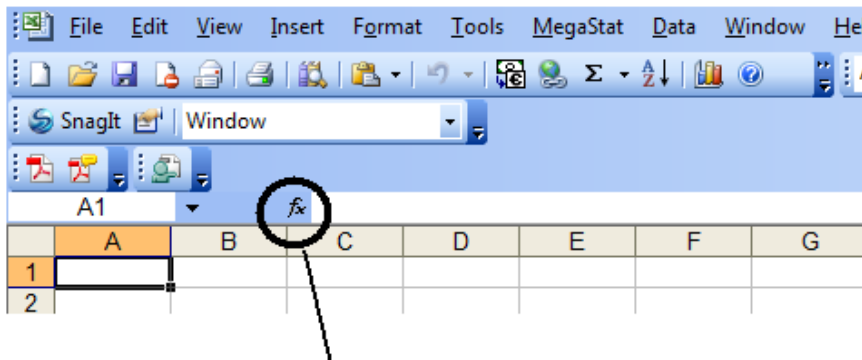 File Edit View Insert Format Tools MegaStat Data Window He
Σ A Z
SnagIt Window
A1 fx
A B C D E F G
1
2